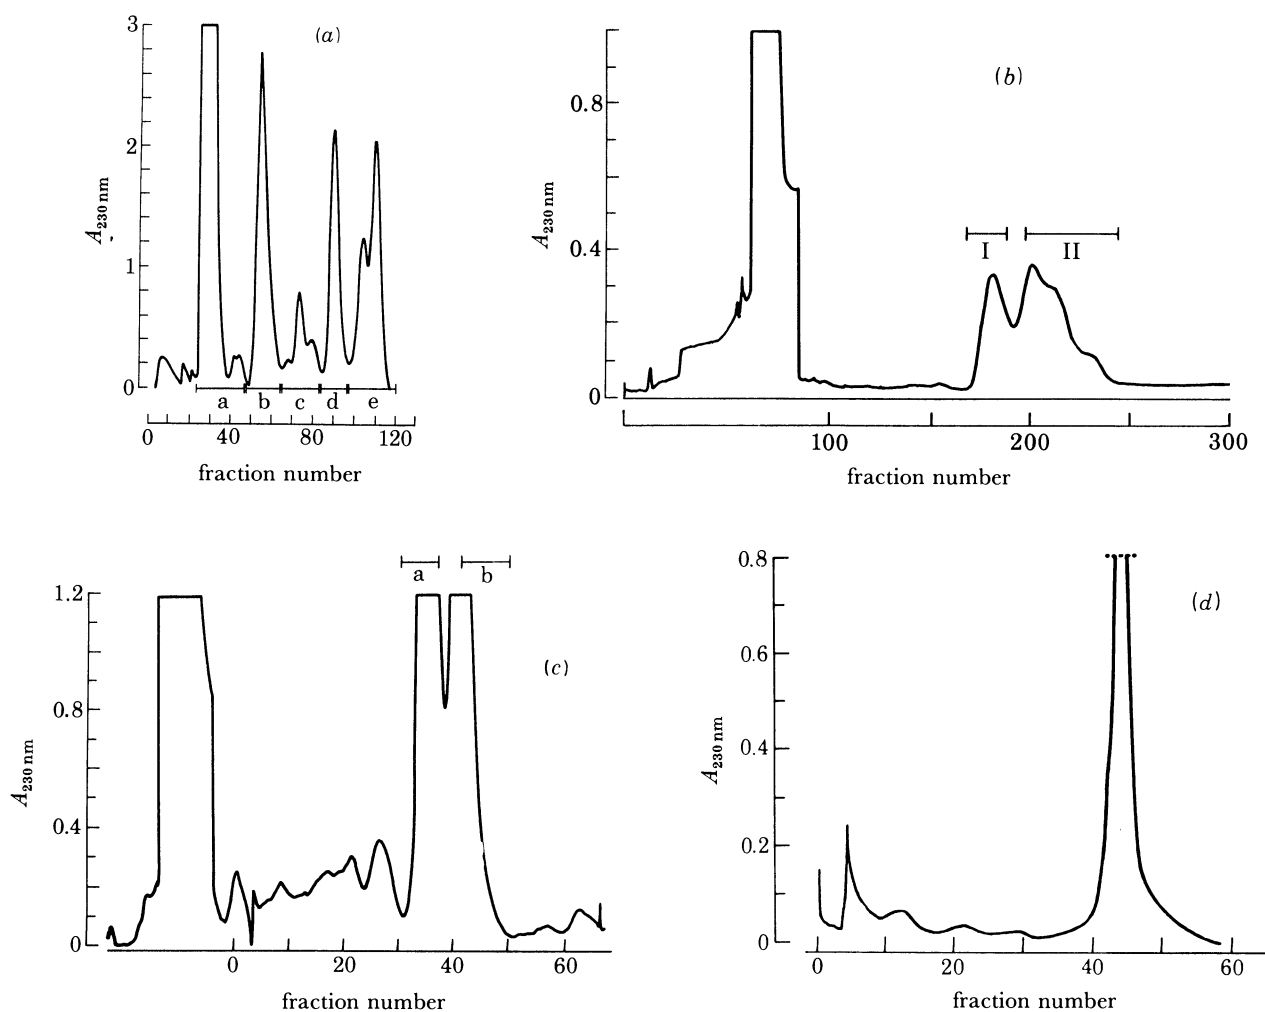 (a)
3
2
1
0
A230 nm
a b c d e
0 40 80 120
fraction number
(b)
0.8
0.4
0
A230 nm
I II
100 200 300
fraction number
a b
1.2
0.8
0.4
0
A230 nm
(c)
0 20 40 60
fraction number
(d)
0.8
0.6
0.4
0.2
0
A230 nm
0 20 40 60
fraction number